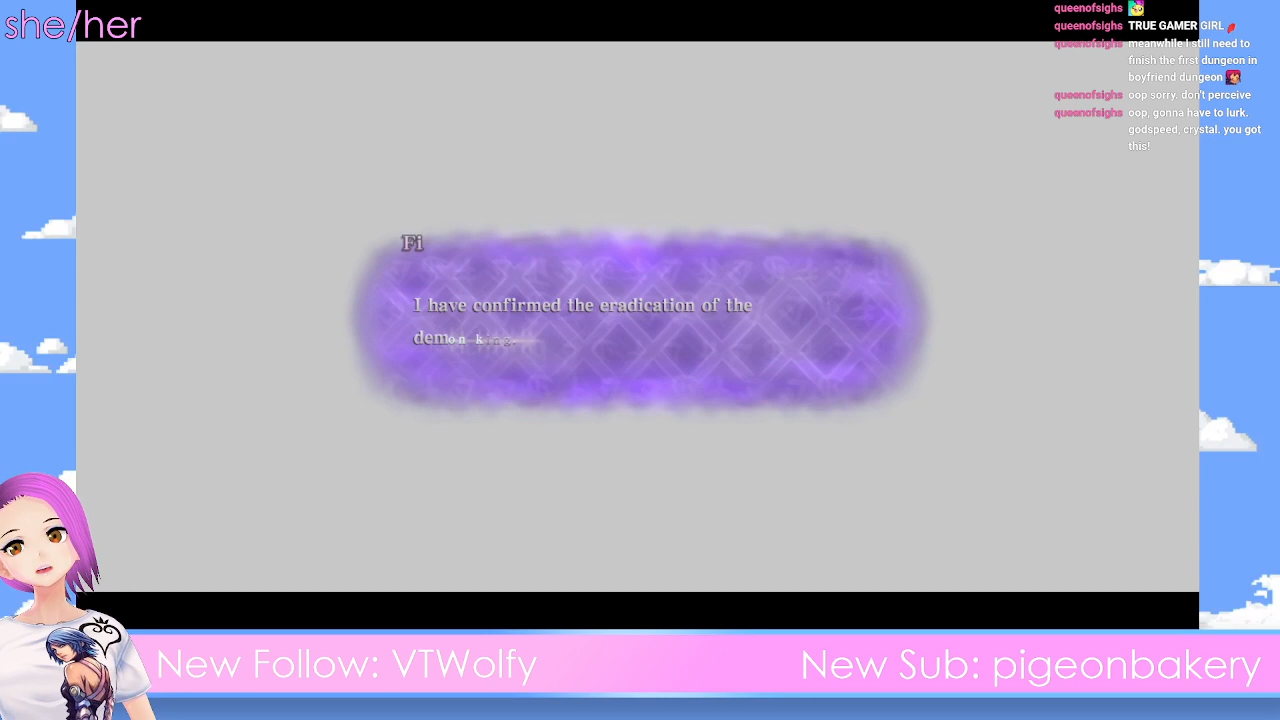 she/her
queenofsighs
queenofsighs TRUE GAMER GIRL
queenofsighs meanwhile I still need to
finish the first dungeon in
boyfriend dungeon
queenofsighs oop sorry. don't perceive
queenofsighs oop, gonna have to lurk.
godspeed, crystal. you got
this!
Fi
I have confirmed the eradication of the
demon king.
New Follow: VTWolfy
New Sub: pigeonbakery